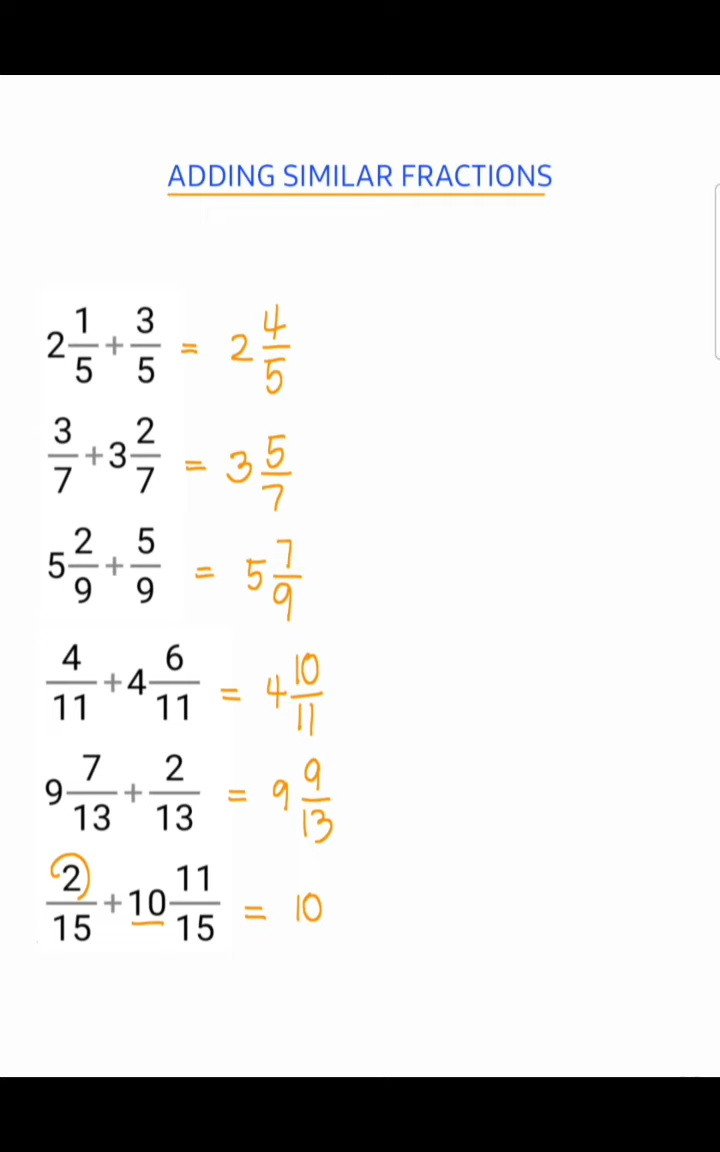 ADDING SIMILAR FRACTIONS
2 1/5 + 3/5 = 2 4/5
3/7 + 3 2/7 = 3 5/7
5 2/9 + 5/9 = 5 7/9
4/11 + 4 6/11 = 4 10/11
9 7/13 + 2/13 = 9 9/13
2/15 + 10 11/15 = 10